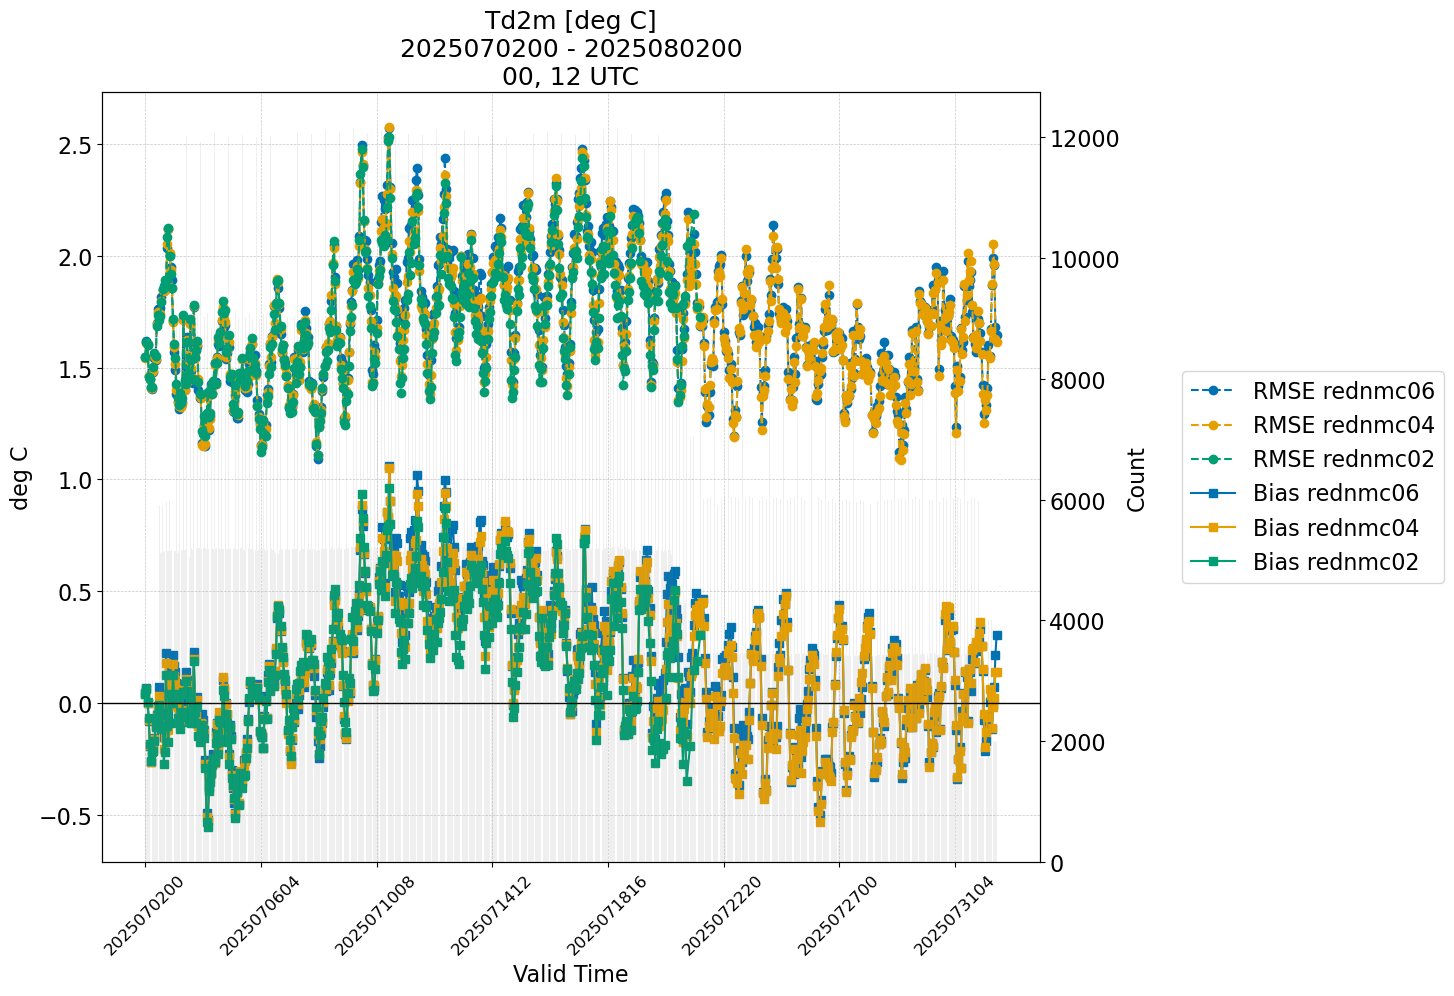 Td2m [deg C]
2025070200 - 2025080200
00, 12 UTC
deg C
2.5
2.0
1.5
1.0
0.5
0.0
−0.5
12000
10000
8000
6000
4000
2000
0
Count
2025070200
2025070604
2025071008
2025071412
2025071816
2025072220
2025072700
2025073104
Valid Time
RMSE rednmc06
RMSE rednmc04
RMSE rednmc02
Bias rednmc06
Bias rednmc04
Bias rednmc02